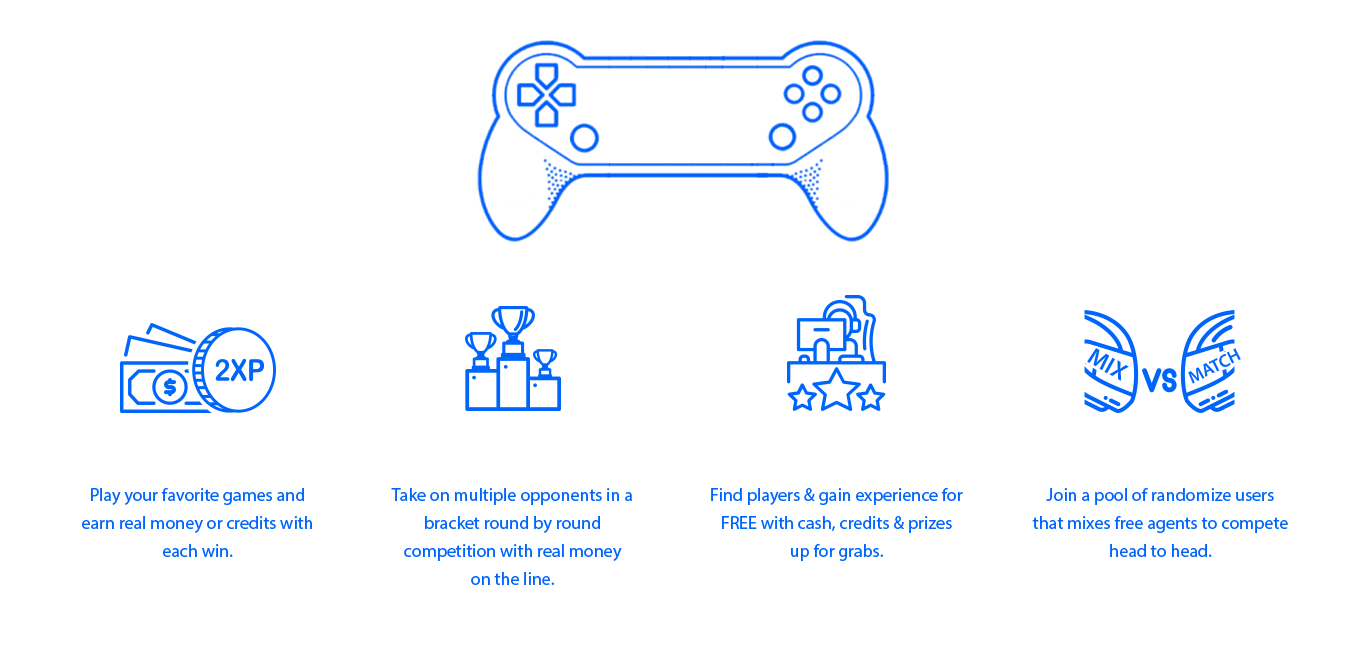 2XP
$
MIX
VS
MATCH
Play your favorite games and
earn real money or credits with
each win.
Take on multiple opponents in a
bracket round by round
competition with real money
on the line.
Find players & gain experience for
FREE with cash, credits & prizes
up for grabs.
Join a pool of randomize users
that mixes free agents to compete
head to head.